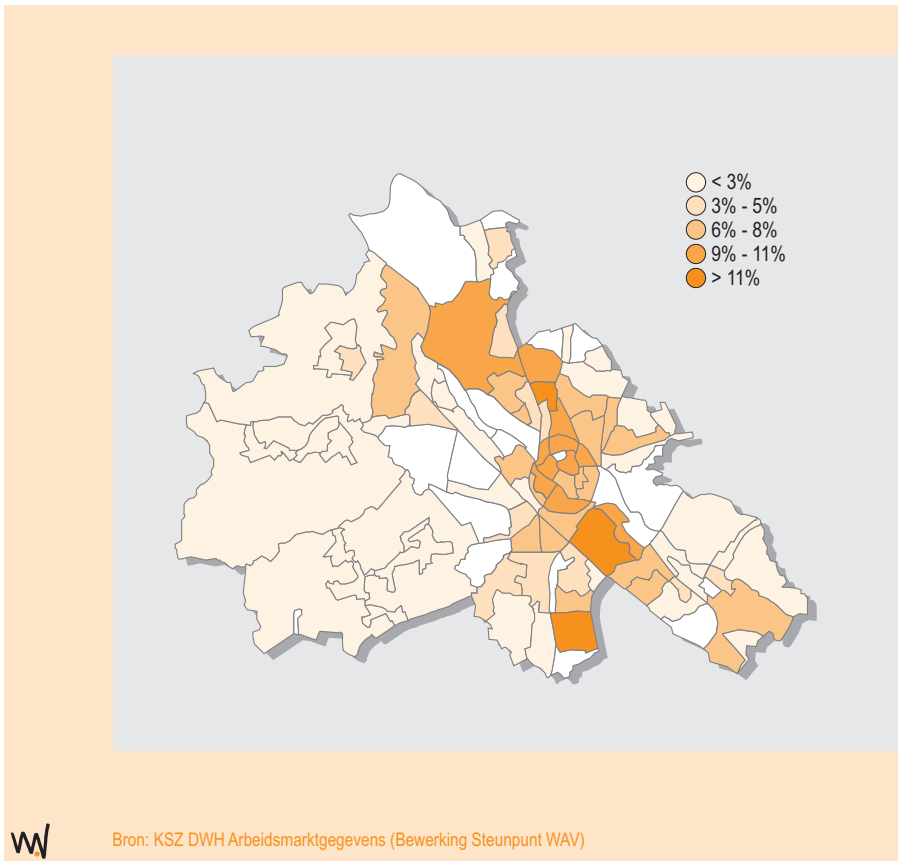 < 3%
3% - 5%
6% - 8%
9% - 11%
> 11%
Bron: KSZ DWH Arbeidsmarktgegevens (Bewerking Steunpunt WAV)